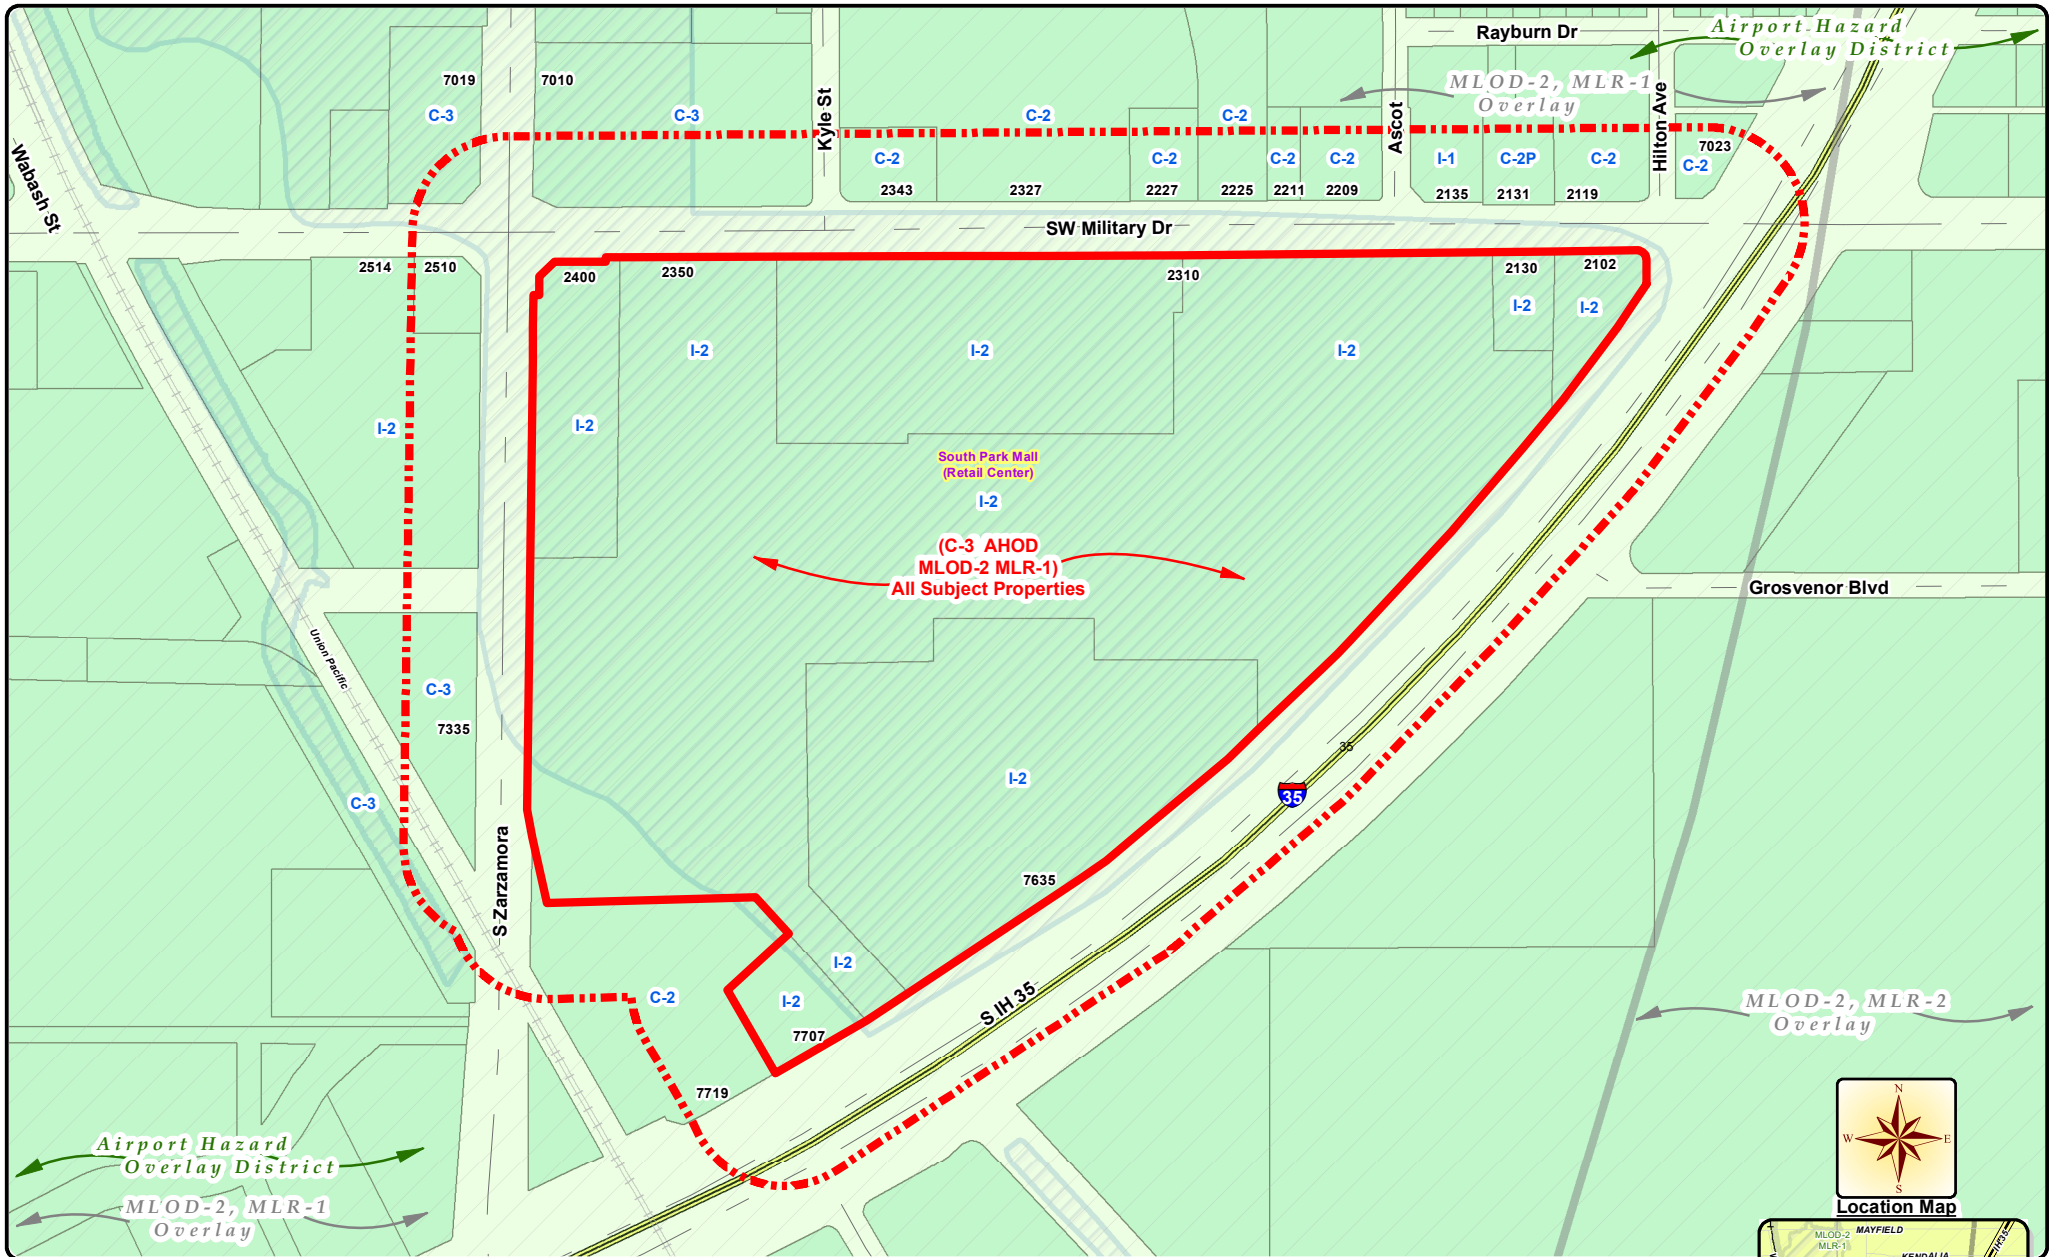 Rayburn Dr
Airport Hazard
Overlay District
MLOD-2, MLR-1
Overlay
7019
7010
C-3
C-3
Kyle St
C-2
C-2
Ascot
Hilton Ave
7023
C-2
C-2
C-2
C-2
C-2
I-1
C-2P
C-2
2343
2327
2227
2225
2211
2209
2135
2131
2119
Wabash St
SW Military Dr
2514
2510
2400
2350
2310
2130
2102
I-2
I-2
I-2
I-2
I-2
I-2
I-2
South Park Mall
(Retail Center)
I-2
(C-3 AHOD
MLOD-2 MLR-1)
All Subject Properties
Grosvenor Blvd
Union Pacific
C-3
7335
35
I-2
35
C-3
S Zarzamora
7635
I-2
C-2
I-2
S IH 35
7707
MLOD-2, MLR-2
Overlay
7719
Airport Hazard
Overlay District
MLOD-2, MLR-1
Overlay
N
W
E
S
Location Map
MAYFIELD
MLOD-2
MLR-1
IH35
KENDALIA